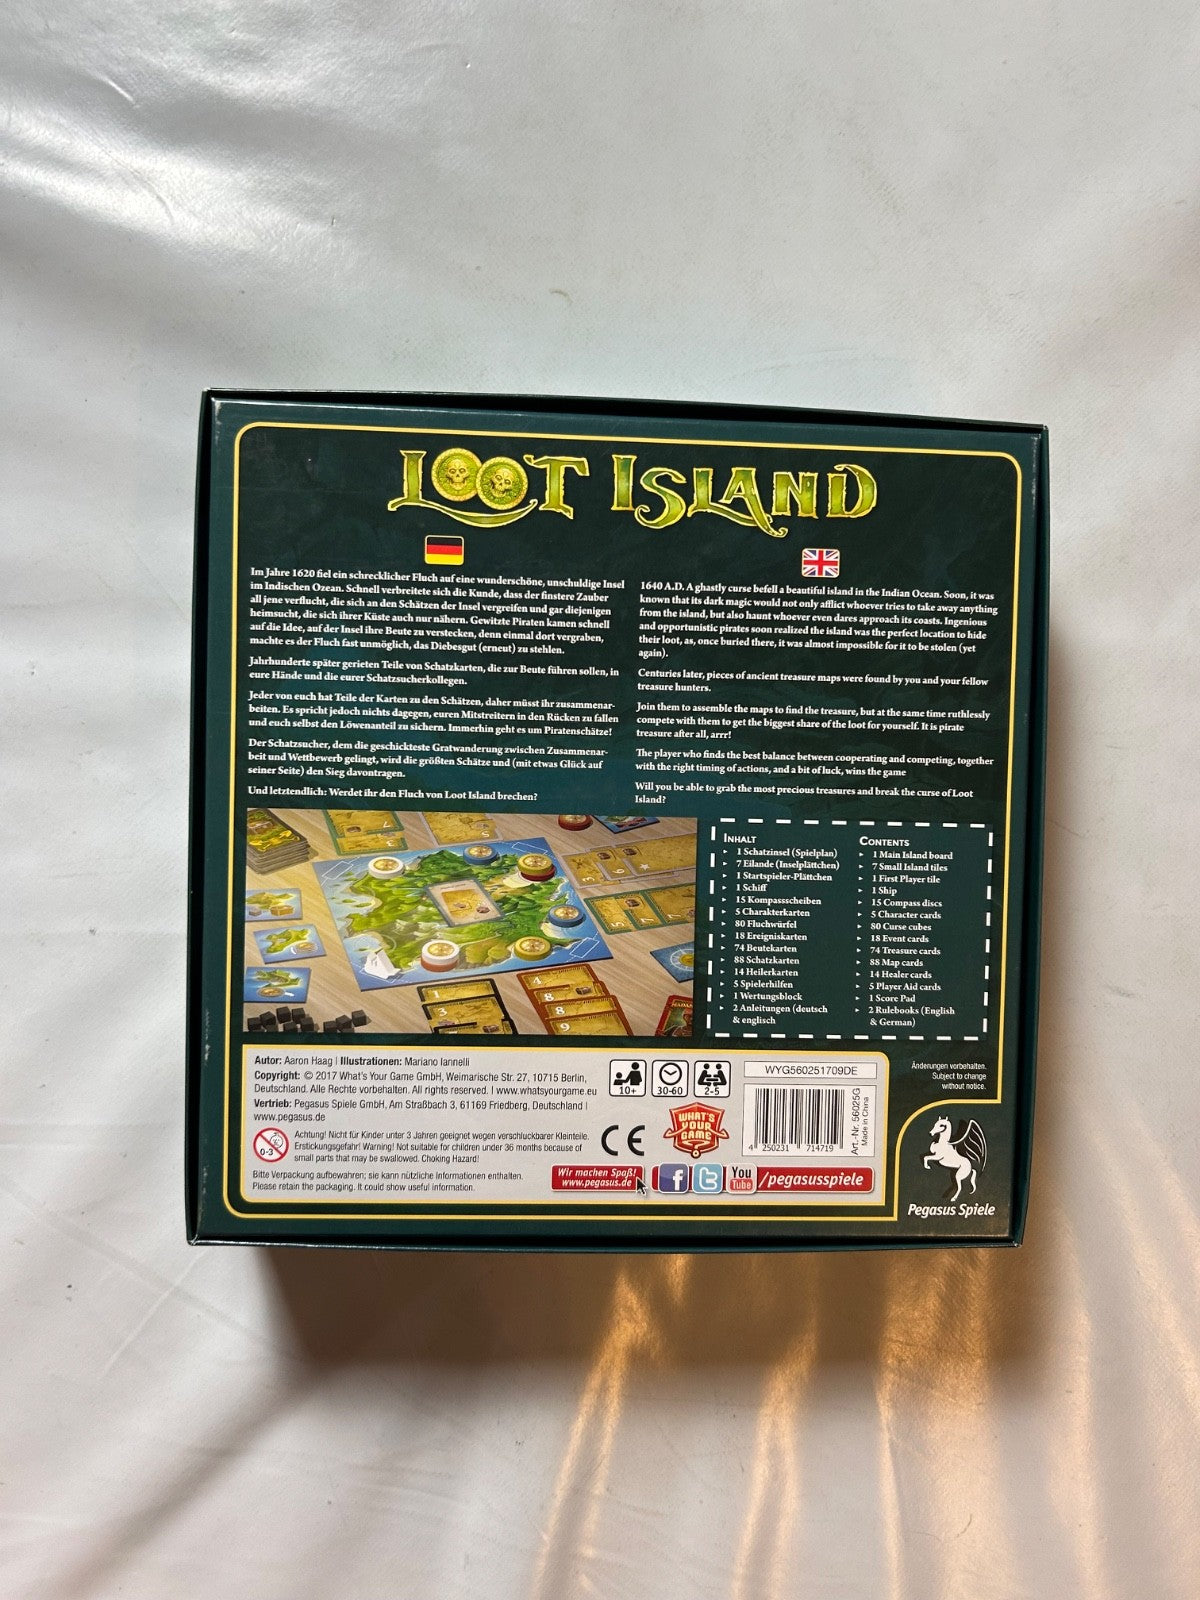 LOOT ISLAND
Im Jahre 1620 fiel ein schrecklicher Fluch auf eine wunderschöne, unschuldige Insel
im Indischen Ozean. Schnell verbreitete sich die Kunde, dass der finstere Zauber
all jene verflucht, die sich an den Schätzen der Insel vergreifen und gar diejenigen
heimsucht, die sich ihrer Küste auch nur nähern. Gewitzte Piraten kamen schnell
auf die Idee, auf der Insel ihre Beute zu verstecken, denn einmal dort vergraben,
machte es der Fluch fast unmöglich, das Diebesgut (erneut) zu stehlen.
Jahrhunderte später gerieten Teile von Schatzkarten, die zur Beute führen sollen, in
eure Hände und die eurer Schatzsucherkollegen.
Jeder von euch hat Teile der Karten zu den Schätzen, daher müsst ihr zusammenar-
beiten. Es spricht jedoch nichts dagegen, euren Mitstreitern in den Rücken zu fallen
und euch selbst den Löwenanteil zu sichern. Immerhin geht es um Piratenschätze!
Der Schatzsucher, dem die geschickteste Gratwanderung zwischen Zusammenar-
beit und Wettbewerb gelingt, wird die größten Schätze und (mit etwas Glück auf
seiner Seite) den Sieg davontragen.
Und letztendlich: Werdet ihr den Fluch von Loot Island brechen?
1640 A.D. A ghastly curse befell a beautiful island in the Indian Ocean. Soon, it was
known that its dark magic would not only afflict whoever tries to take away anything
from the island, but also haunt whoever even dares approach its coasts. Ingenious
and opportunistic pirates soon realized the island was the perfect location to hide
their loot, as, once buried there, it was almost impossible for it to be stolen (yet
again).
Centuries later, pieces of ancient treasure maps were found by you and your fellow
treasure hunters.
Join them to assemble the maps to find the treasure, but at the same time ruthlessly
compete with them to get the biggest share of the loot for yourself. It is pirate
treasure after all, arrr!
The player who finds the best balance between cooperating and competing, together
with the right timing of actions, and a bit of luck, wins the game
Will you be able to grab the most precious treasures and break the curse of Loot
Island?
INHALT
1 Schatzinsel (Spielplan)
7 Eilande (Inselplättchen)
1 Startspieler-Plättchen
1 Schiff
15 Kompassscheiben
5 Charakterkarten
80 Fluchwürfel
18 Ereigniskarten
74 Beutekarten
88 Schatzkarten
14 Heilerkarten
5 Spielerhilfen
1 Wertungsblock
2 Anleitungen (deutsch
& englisch
CONTENTS
1 Main Island board
7 Small Island tiles
1 First Player tile
1 Ship
15 Compass discs
5 Character cards
80 Curse cubes
18 Event cards
74 Treasure cards
88 Map cards
14 Healer cards
5 Player Aid cards
1 Score Pad
2 Rulebooks (English
& German)
Autor: Aaron Haag | Illustrationen: Mariano Iannelli
Copyright: © 2017 What's Your Game GmbH, Weimarische Str. 27, 10715 Berlin,
Deutschland. Alle Rechte vorbehalten. All rights reserved. | www.whatsyourgame.eu
Vertrieb: Pegasus Spiele GmbH, Am Straßbach 3, 61169 Friedberg, Deutschland |
www.pegasus.de
0-3
Achtung! Nicht für Kinder unter 3 Jahren geeignet wegen verschluckbarer Kleinteile.
Erstickungsgefahr! Warning! Not suitable for children under 36 months because of
small parts that may be swallowed. Choking Hazard!
Bitte Verpackung aufbewahren; sie kann nützliche Informationen enthalten.
Please retain the packaging. It could show useful information.
10+
30-60
2-5
CE
WHAT'S
YOUR
GAME
WYG560251709DE
4 250231 714719
Art.-Nr. 56025G
Made in China
Wir machen Spaß!
www.pegasus.de
f
t
You
Tube
/pegasusspiele
Änderungen vorbehalten.
Subject to change
without notice.
Pegasus Spiele